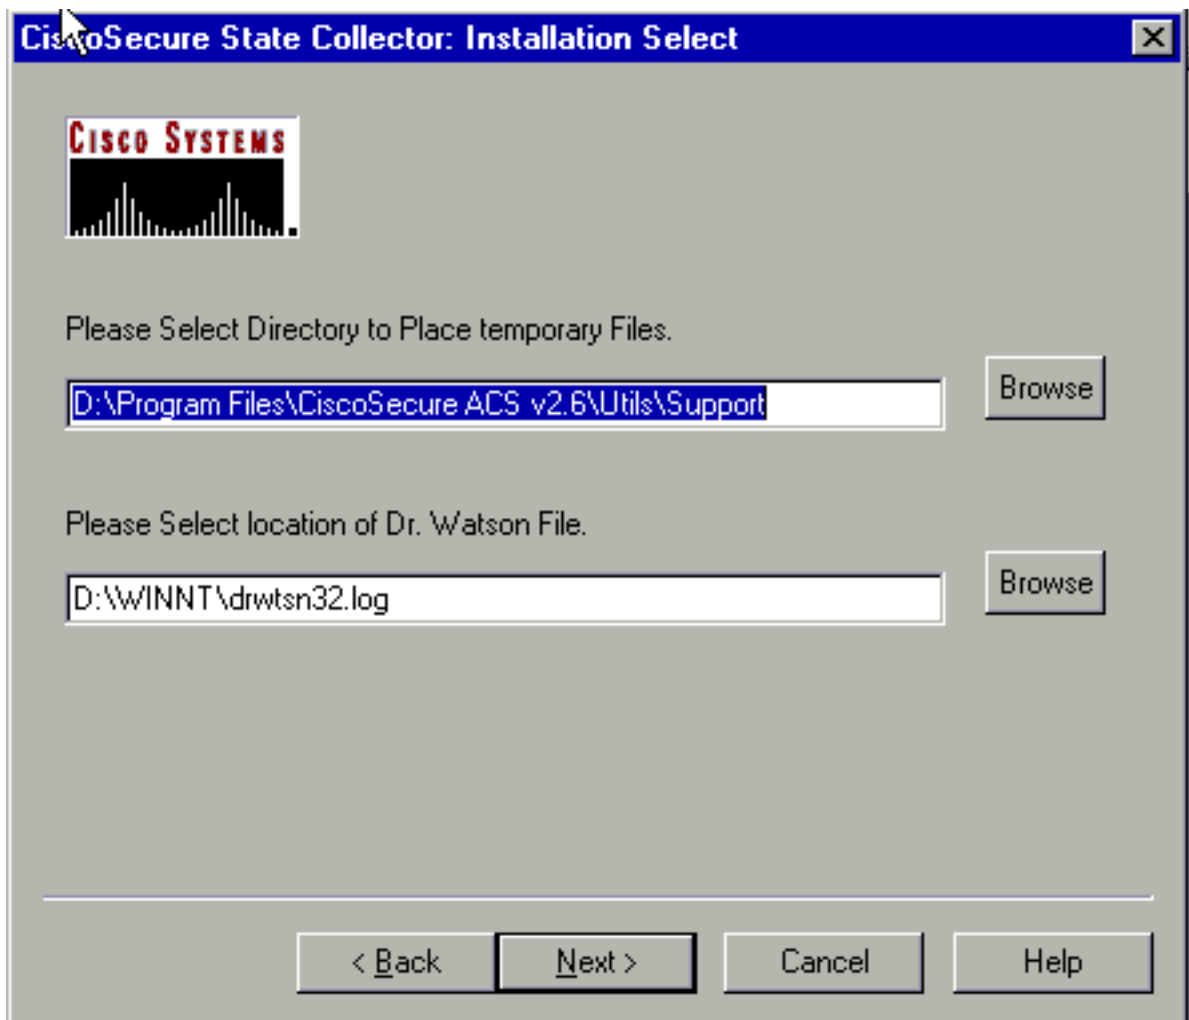 CiscoSecure State Collector: Installation Select
CISCO SYSTEMS
Please Select Directory to Place temporary Files.
D:\Program Files\CiscoSecure ACS v2.6\Utils\Support
Browse
Please Select location of Dr. Watson File.
D:\WINNT\drwtsn32.log
Browse
< Back Next > Cancel Help